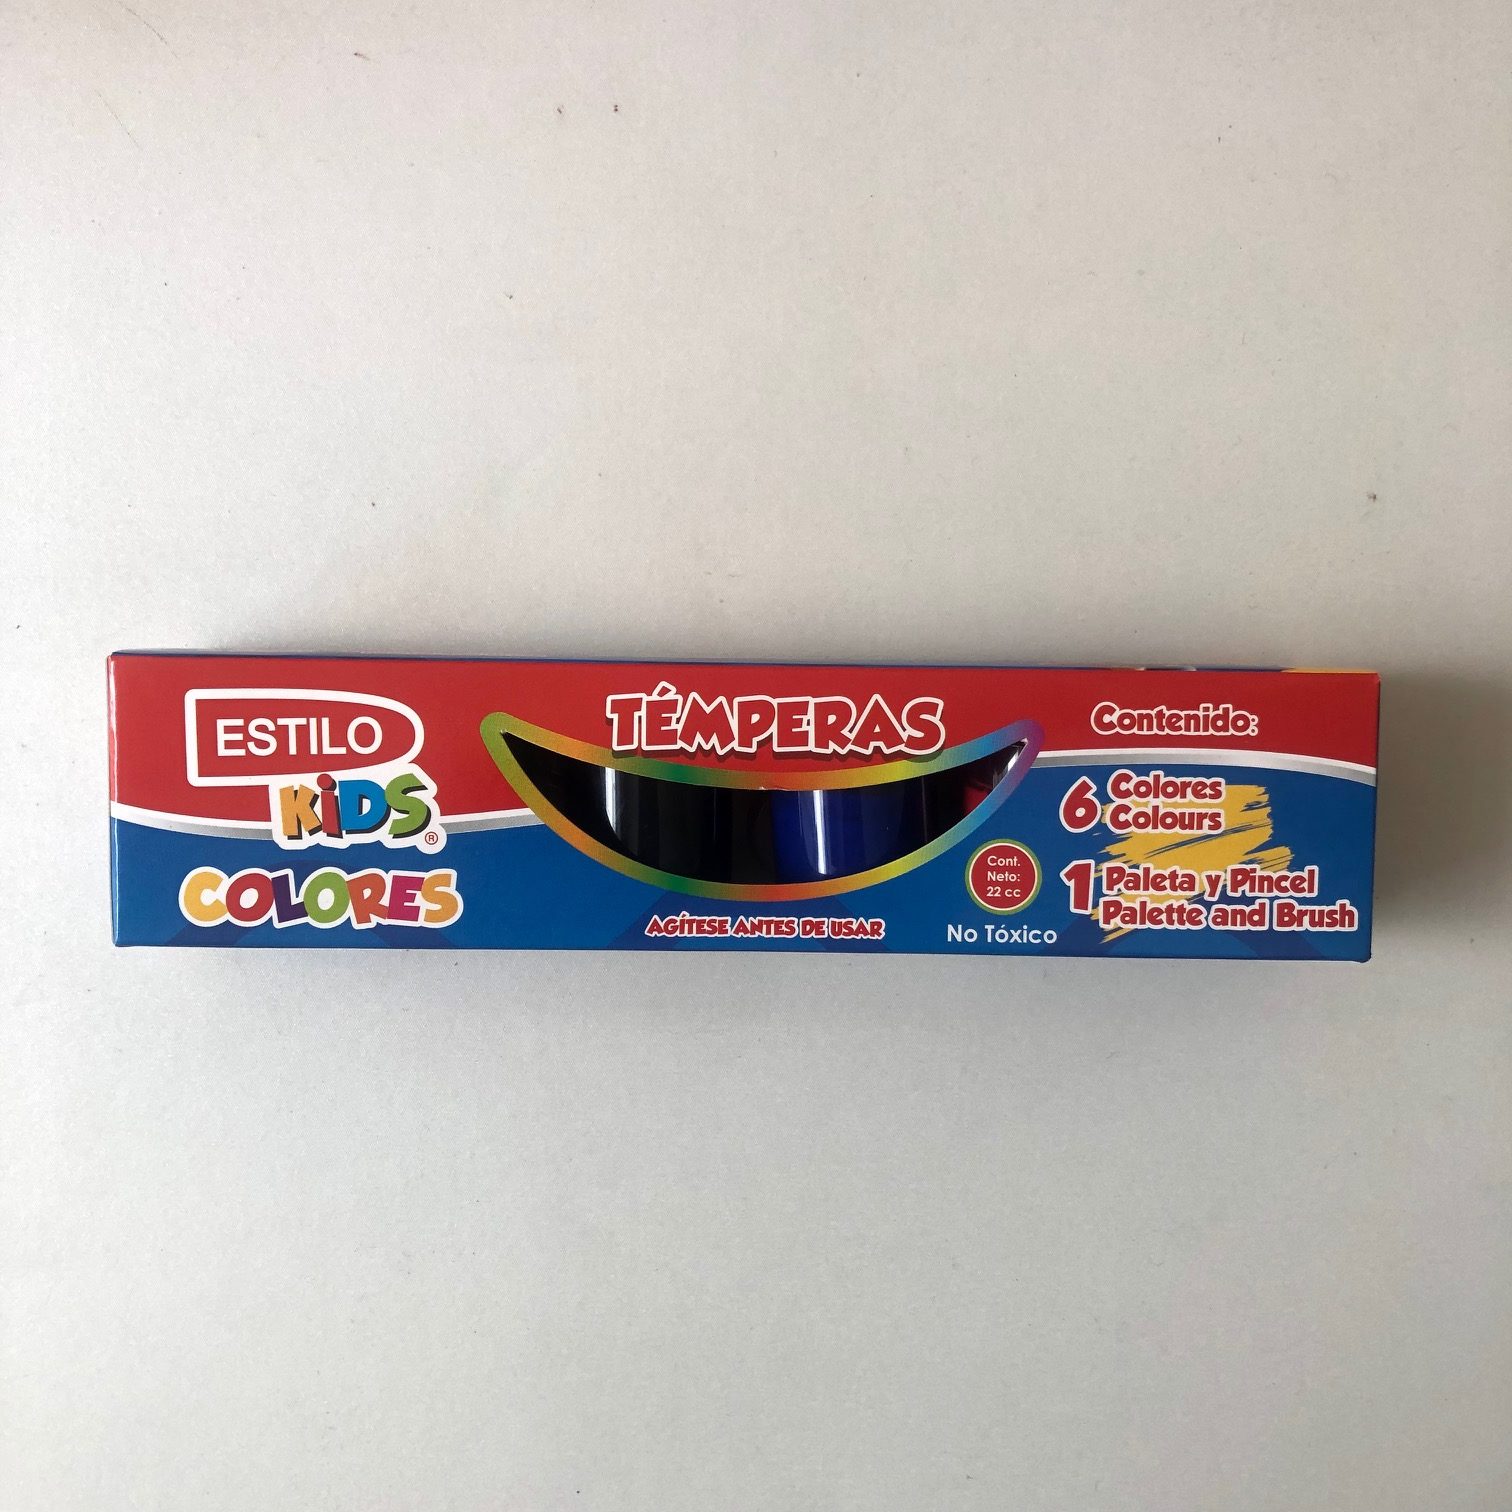 ESTILO
KiDS®
COLORES
TÉMPERAS
AGÍTESE ANTES DE USAR
Cont.
Neto:
22 cc
No Tóxico
Contenido:
6 Colores
Colours
1 Paleta y Pincel
Palette and Brush